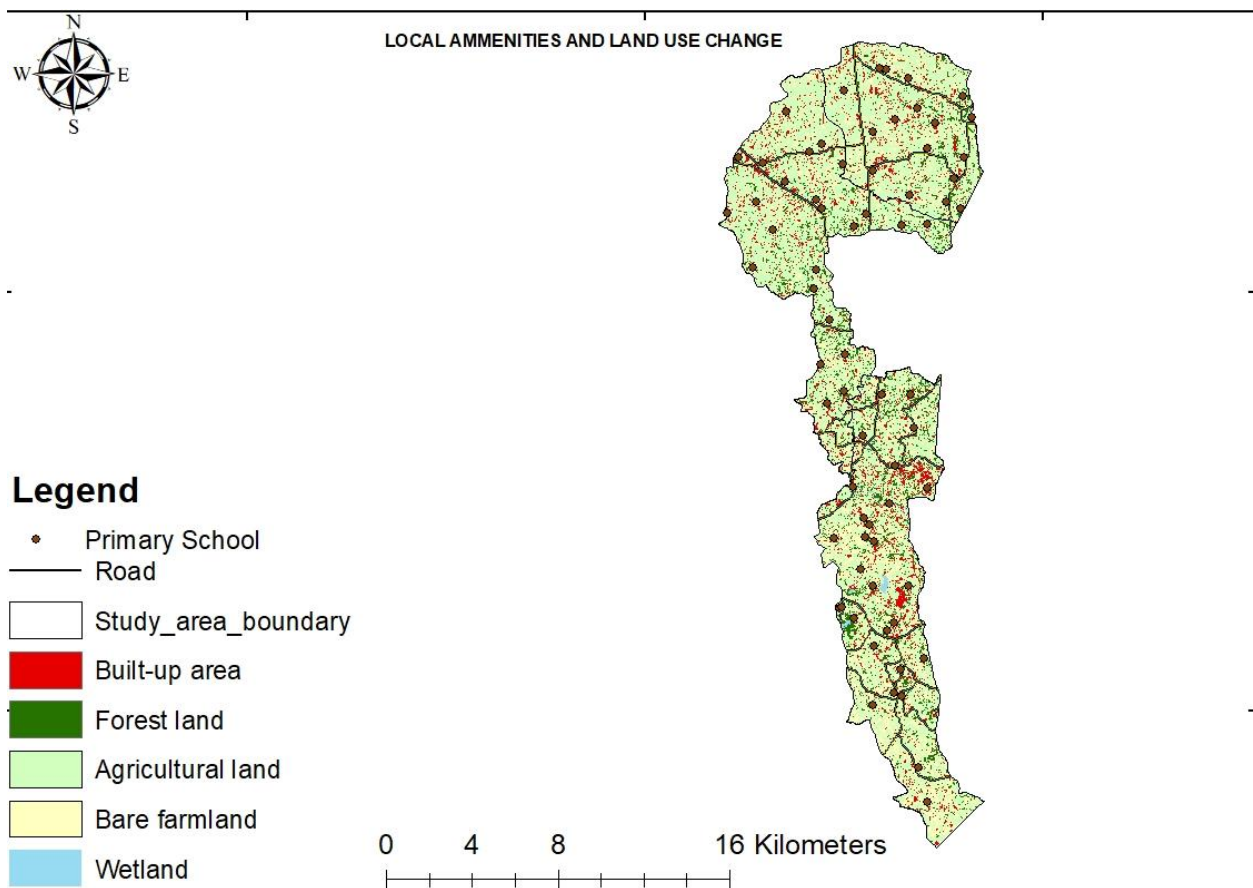 N
W E
S
LOCAL AMMENITIES AND LAND USE CHANGE
Legend
Primary School
Road
Study_area_boundary
Built-up area
Forest land
Agricultural land
Bare farmland
Wetland
0 4 8 16 Kilometers